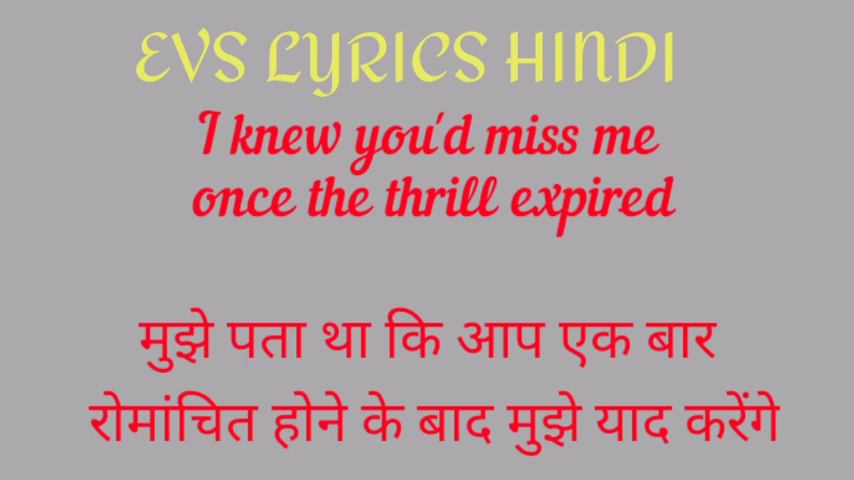 EVS LYRICS HINDI
I knew you'd miss me
once the thrill expired
मुझे पता था कि आप एक बार
रोमांचित होने के बाद मुझे याद करेंगे